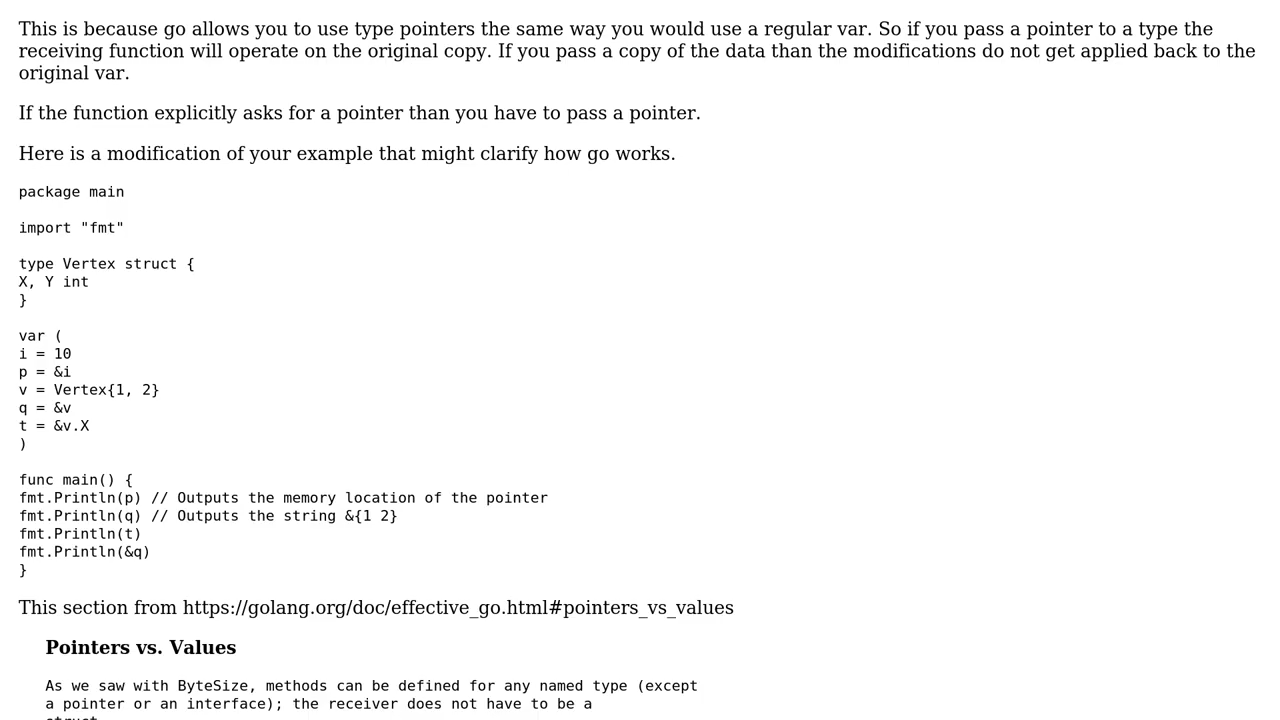 This is because go allows you to use type pointers the same way you would use a regular var. So if you pass a pointer to a type the
receiving function will operate on the original copy. If you pass a copy of the data than the modifications do not get applied back to the
original var.
If the function explicitly asks for a pointer than you have to pass a pointer.
Here is a modification of your example that might clarify how go works.
package main
import "fmt"
type Vertex struct {
X, Y int
}
var (
i = 10
p = &i
v = Vertex{1, 2}
q = &v
t = &v.X
)
func main() {
fmt.Println(p) // Outputs the memory location of the pointer
fmt.Println(q) // Outputs the string &{1 2}
fmt.Println(t)
fmt.Println(&q)
}
This section from https://golang.org/doc/effective_go.html#pointers_vs_values
Pointers vs. Values
As we saw with ByteSize, methods can be defined for any named type (except
a pointer or an interface); the receiver does not have to be a